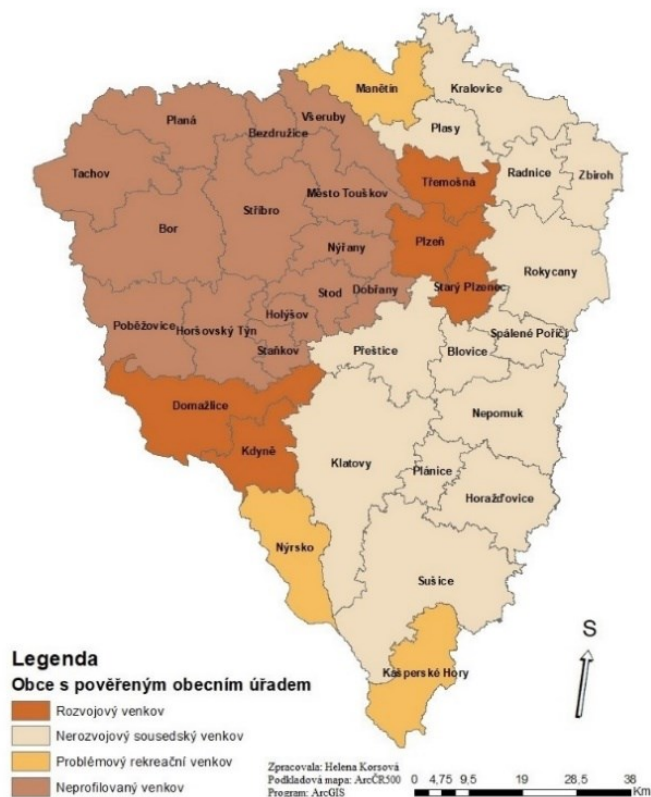 Manětín
Kralovice
Planá
Všeruby
Bezdružice
Plasy
Tachov
Třemošná
Radnice
Zbiroh
Město Touškov
Stříbro
Bor
Plzeň
Nýřany
Rokycany
Starý Plzenec
Stod
Dobřany
Holýšov
Poběžovice
Horšovský Týn
Spálené Poříčí
Staňkov
Přeštice
Blovice
Domažlice
Nepomuk
Kdyně
Klatovy
Plánice
Horažďovice
Nýrsko
Sušice
S
Kašperské Hory
Legenda
Obce s pověřeným obecním úřadem
Rozvojový venkov
Nerozvojový sousedský venkov
Problémový rekreační venkov
Neprofilovaný venkov
Zpracovala: Helena Korsová
Podkladová mapa: ArcČR500
Program: ArcGIS
0 4,75 9,5 19 28,5 38
Km